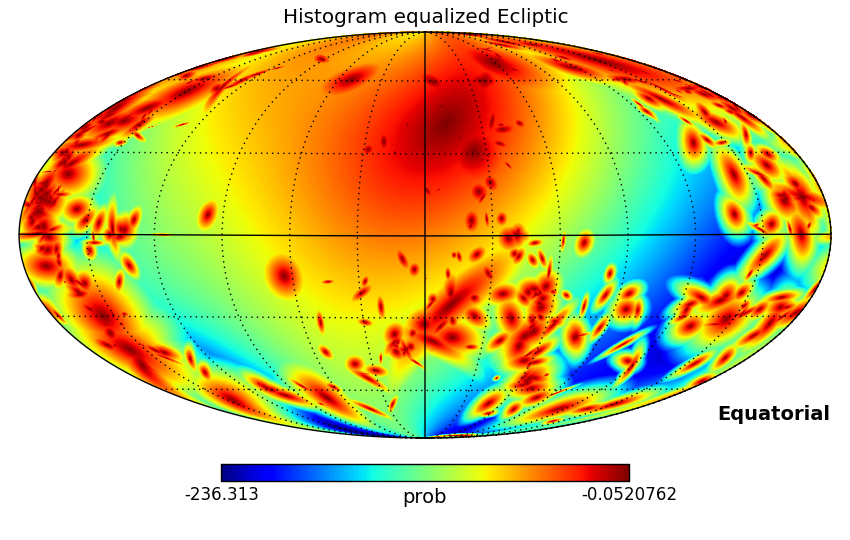 Histogram equalized Ecliptic
Equatorial
-236.313
-0.0520762
prob